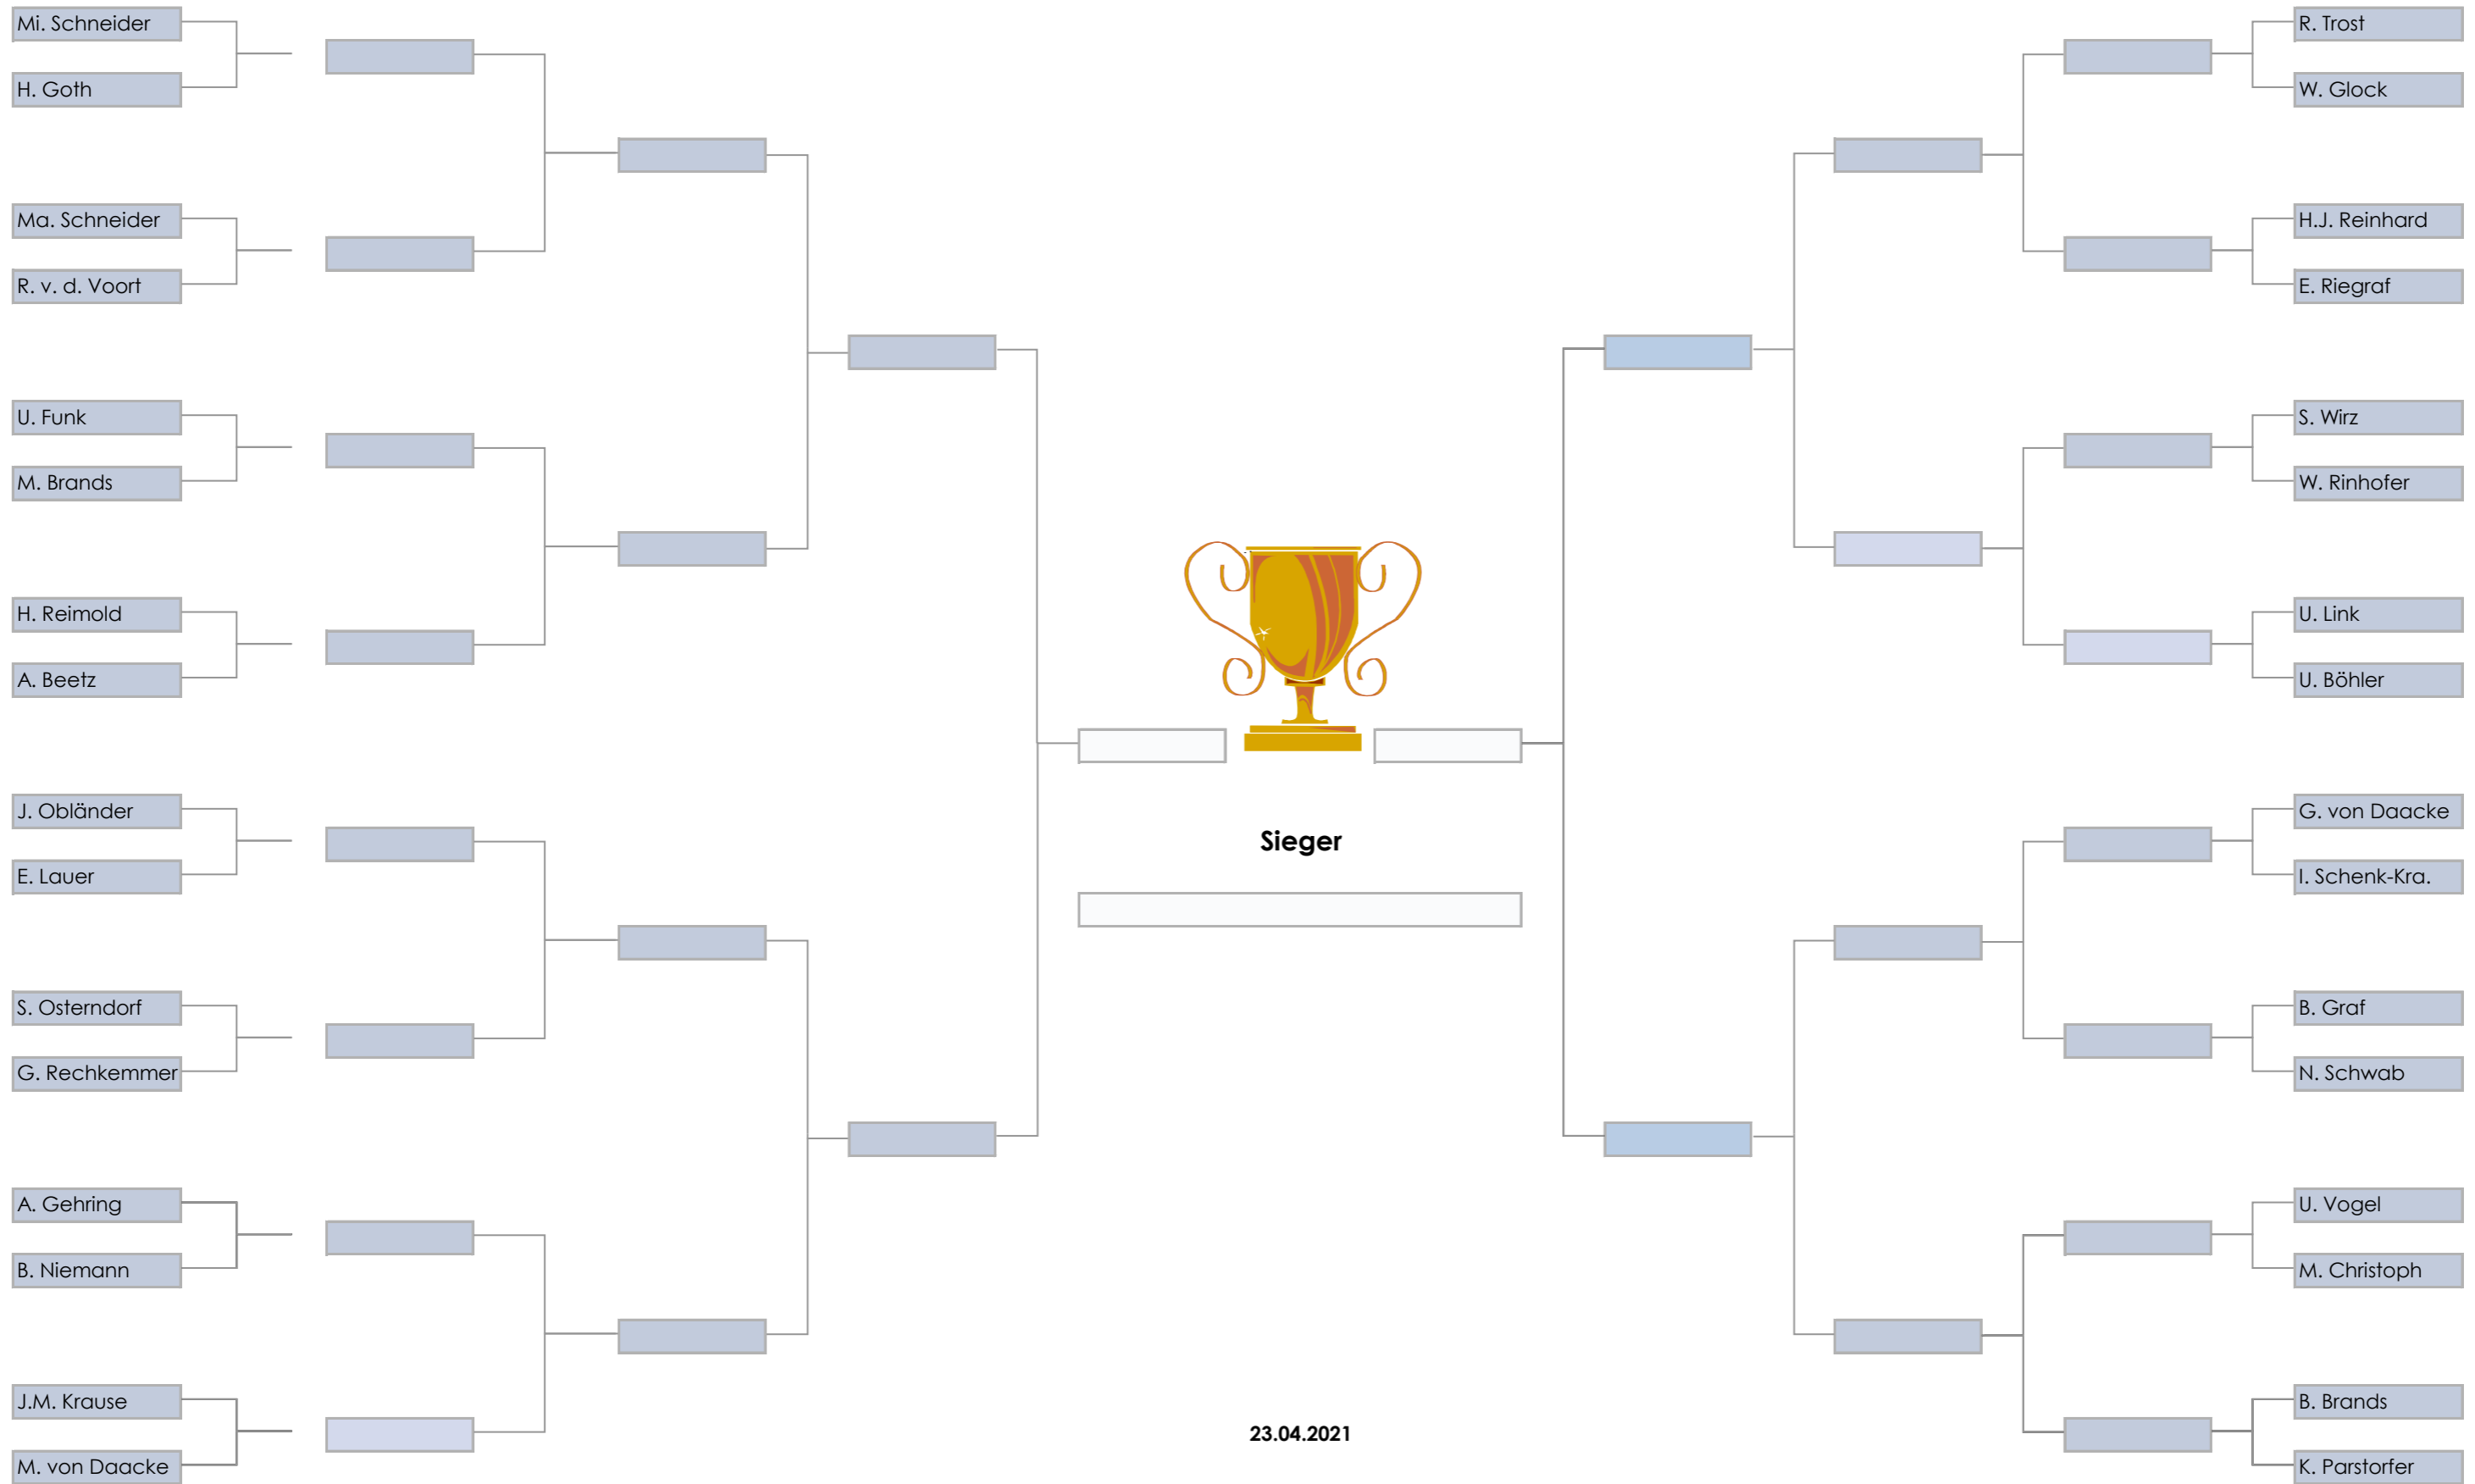 Mi. Schneider
H. Goth
Ma. Schneider
R. v. d. Voort
U. Funk
M. Brands
H. Reimold
A. Beetz
J. Obländer
E. Lauer
S. Osterndorf
G. Rechkemmer
A. Gehring
B. Niemann
J.M. Krause
M. von Daacke
Sieger
23.04.2021
R. Trost
W. Glock
H.J. Reinhard
E. Riegraf
S. Wirz
W. Rinhofer
U. Link
U. Böhler
G. von Daacke
I. Schenk-Kra.
B. Graf
N. Schwab
U. Vogel
M. Christoph
B. Brands
K. Parstorfer